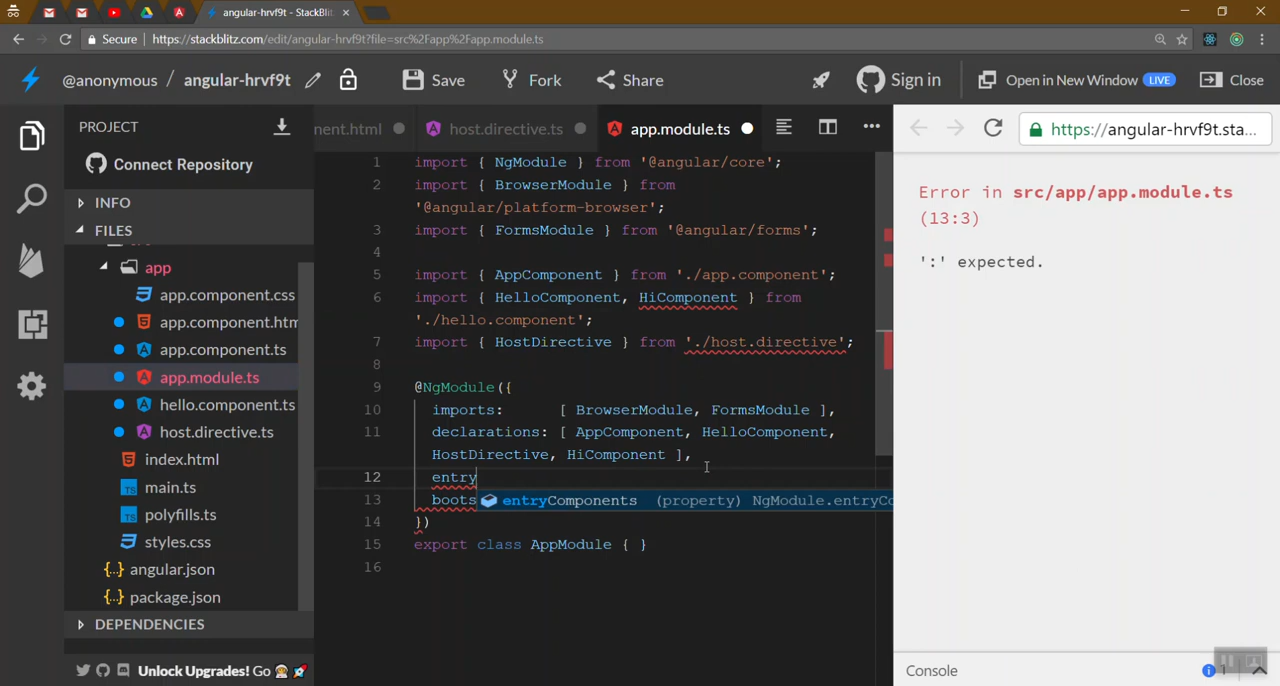 angular-hrvf9t - StackBlitz
Secure | https://stackblitz.com/edit/angular-hrvf9t?file=src%2Fapp%2Fapp.module.ts
@anonymous / angular-hrvf9t Save Fork Share Sign in Open in New Window LIVE Close
PROJECT
Connect Repository
INFO
FILES
app
app.component.css
app.component.htm
app.component.ts
app.module.ts
hello.component.ts
host.directive.ts
index.html
main.ts
polyfills.ts
styles.css
{..} angular.json
{..} package.json
DEPENDENCIES
Unlock Upgrades! Go
nent.html host.directive.ts app.module.ts
1 import { NgModule } from '@angular/core';
2 import { BrowserModule } from
'@angular/platform-browser';
3 import { FormsModule } from '@angular/forms';
4
5 import { AppComponent } from './app.component';
6 import { HelloComponent, HiComponent } from
'./hello.component';
7 import { HostDirective } from './host.directive';
8
9 @NgModule({
10 imports: [ BrowserModule, FormsModule ],
11 declarations: [ AppComponent, HelloComponent,
HostDirective, HiComponent ],
12 entry
13 boots entryComponents (property) NgModule.entryCo
14 })
15 export class AppModule { }
16
https://angular-hrvf9t.sta...
Error in src/app/app.module.ts
(13:3)
':' expected.
Console 1